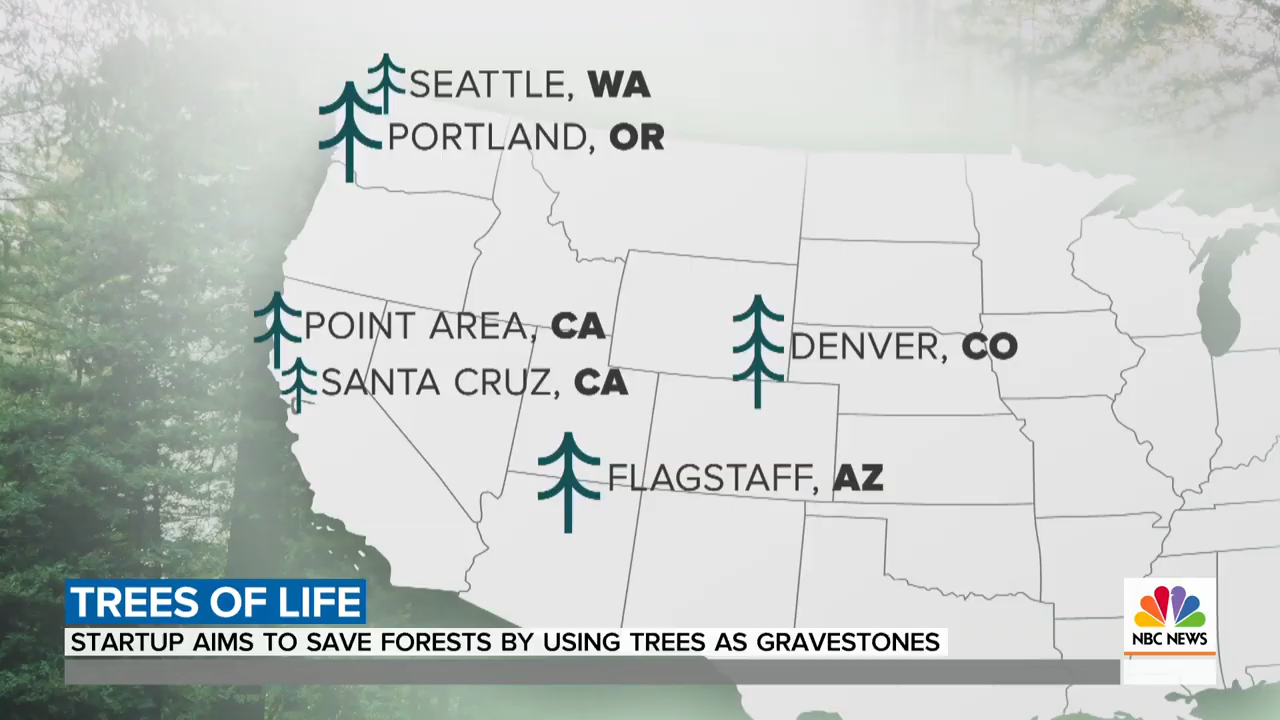 SEATTLE, WA
PORTLAND, OR
POINT AREA, CA
SANTA CRUZ, CA
DENVER, CO
FLAGSTAFF, AZ
TREES OF LIFE
STARTUP AIMS TO SAVE FORESTS BY USING TREES AS GRAVESTONES
NBC NEWS